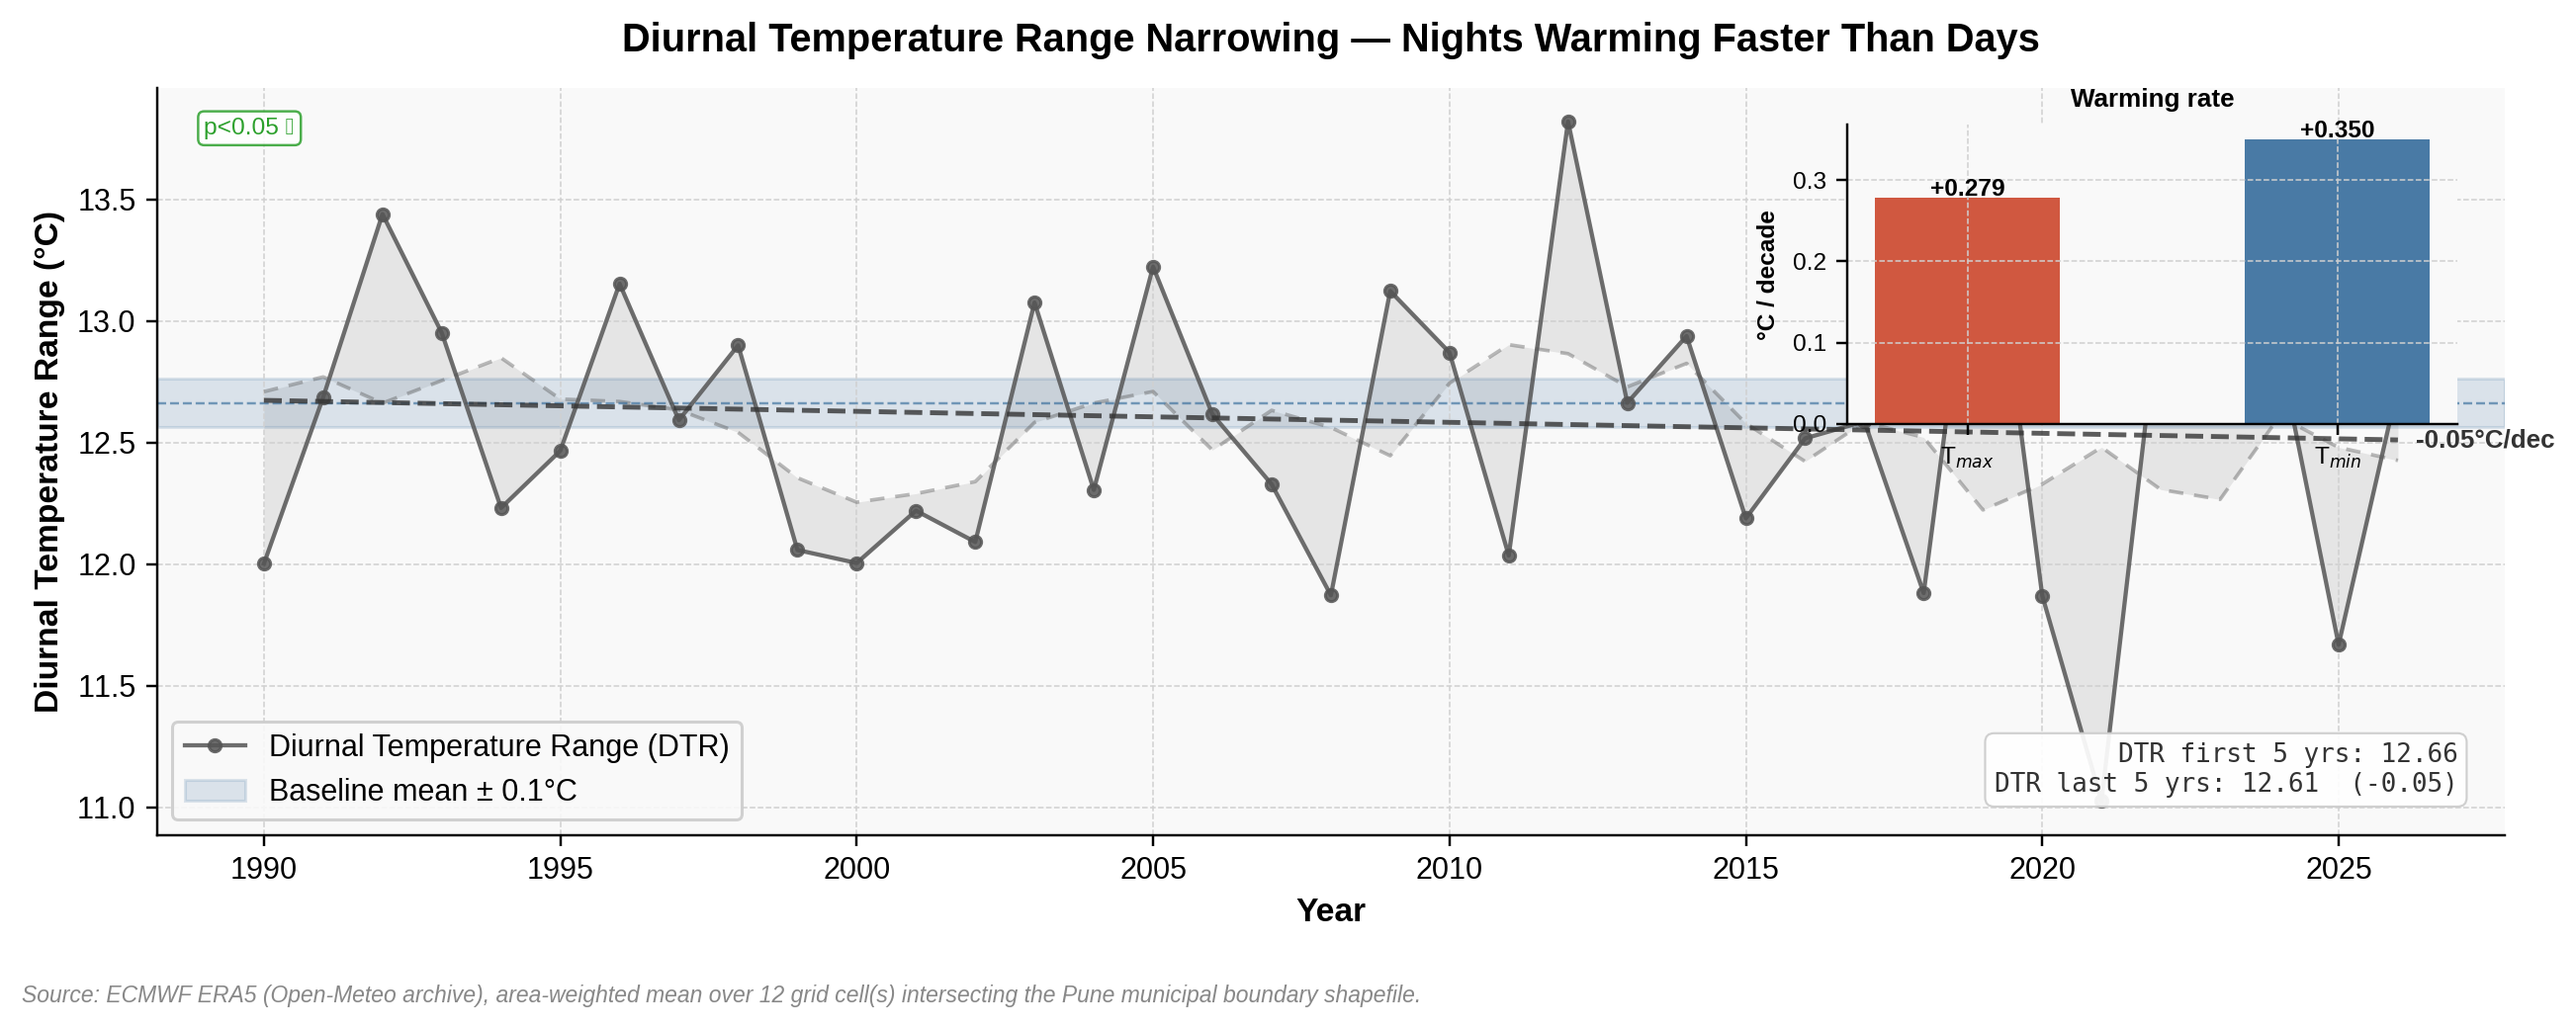 Diurnal Temperature Range Narrowing — Nights Warming Faster Than Days
p<0.05
Warming rate
+0.350
+0.279
°C / decade
0.3
0.2
0.1
0.0
Tmax
Tmin
-0.05°C/dec
Diurnal Temperature Range (°C)
13.5
13.0
12.5
12.0
11.5
11.0
Diurnal Temperature Range (DTR)
Baseline mean ± 0.1°C
DTR first 5 yrs: 12.66
DTR last 5 yrs: 12.61 (-0.05)
1990 1995 2000 2005 2010 2015 2020 2025
Year
Source: ECMWF ERA5 (Open-Meteo archive), area-weighted mean over 12 grid cell(s) intersecting the Pune municipal boundary shapefile.